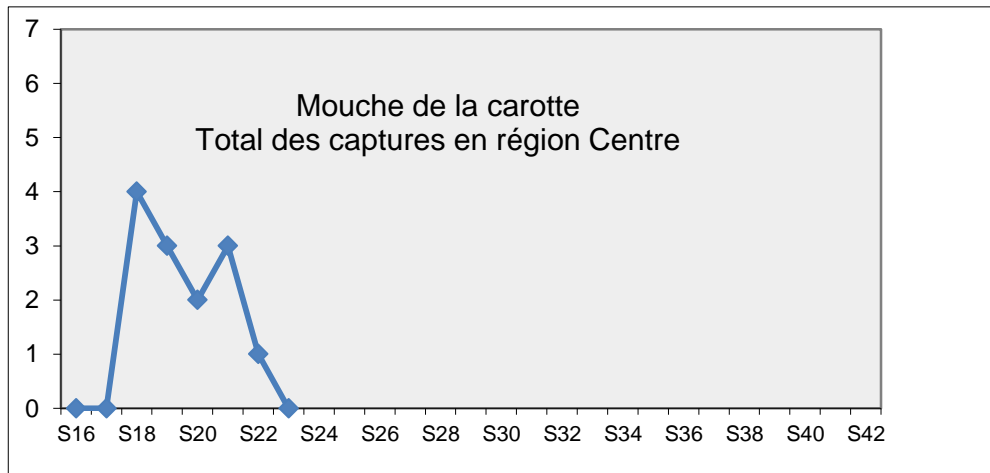 Mouche de la carotte
Total des captures en région Centre
7
6
5
4
3
2
1
0
S16 S18 S20 S22 S24 S26 S28 S30 S32 S34 S36 S38 S40 S42